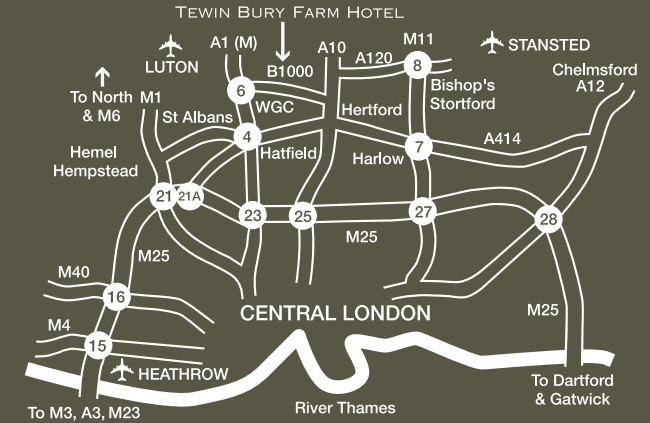 TEWIN BURY FARM HOTEL
A1 (M)
A10
M11
STANSTED
LUTON
B1000
A120
8
Chelmsford
A12
To North
& M6
M1
6
WGC
Bishop's
Stortford
St Albans
Hertford
4
Hatfield
Harlow
7
A414
Hemel
Hempstead
21
21A
23
25
27
28
M25
M25
M40
16
M25
CENTRAL LONDON
M4
15
HEATHROW
River Thames
To Dartford
& Gatwick
To M3, A3, M23